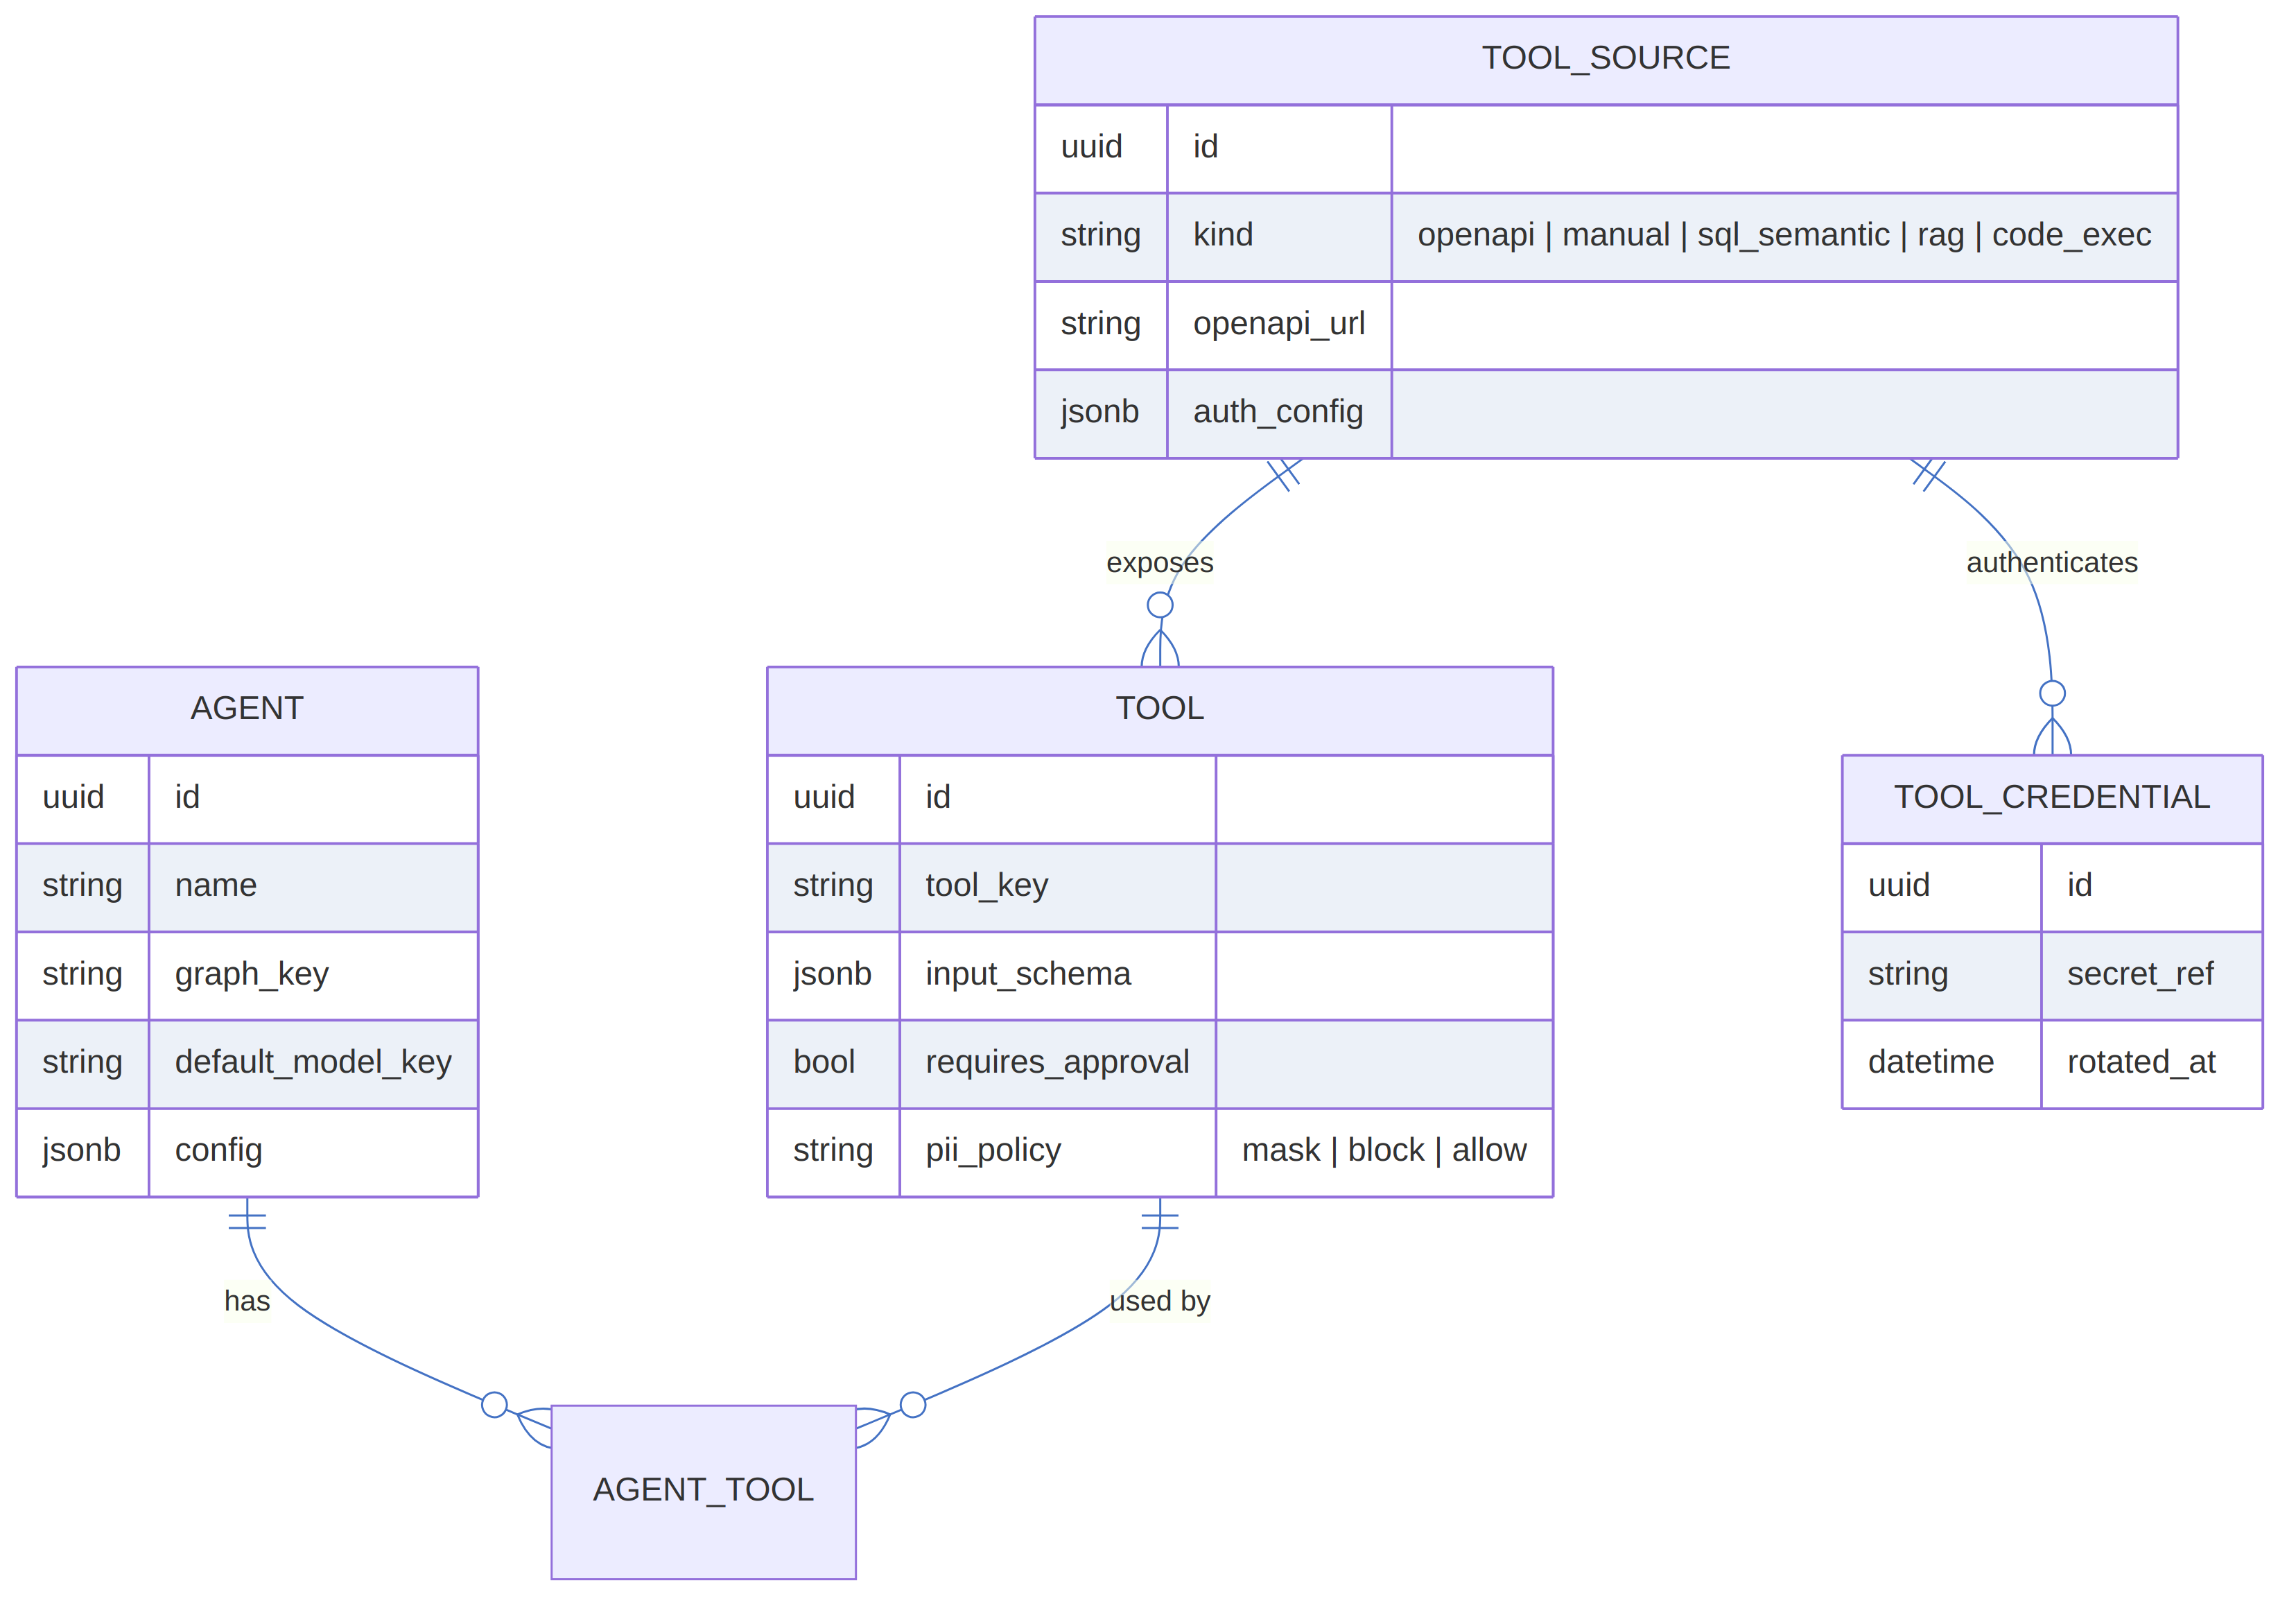 TOOL_SOURCE
uuid id
string kind openapi | manual | sql_semantic | rag | code_exec
string openapi_url
jsonb auth_config
exposes
authenticates
AGENT
uuid id
string name
string graph_key
string default_model_key
jsonb config
TOOL
uuid id
string tool_key
jsonb input_schema
bool requires_approval
string pii_policy mask | block | allow
TOOL_CREDENTIAL
uuid id
string secret_ref
datetime rotated_at
has
used by
AGENT_TOOL